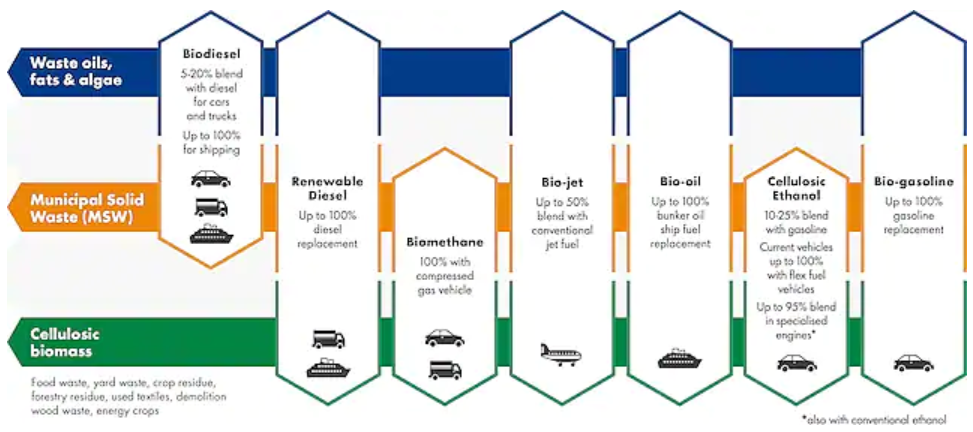 Waste oils,
fats & algae
Municipal Solid
Waste (MSW)
Cellulosic
biomass
Food waste, yard waste, crop residue,
forestry residue, used textiles, demolition
wood waste, energy crops
Biodiesel
5-20% blend
with diesel
for cars
and trucks
Up to 100%
for shipping
Renewable
Diesel
Up to 100%
diesel
replacement
Biomethane
100% with
compressed
gas vehicle
Bio-jet
Up to 50%
blend with
conventional
jet fuel
Bio-oil
Up to 100%
bunker oil
ship fuel
replacement
Cellulosic
Ethanol
10-25% blend
with gasoline
Current vehicles
up to 100%
with flex fuel
vehicles
Up to 95% blend
in specialised
engines*
Bio-gasoline
Up to 100%
gasoline
replacement
*also with conventional ethanol